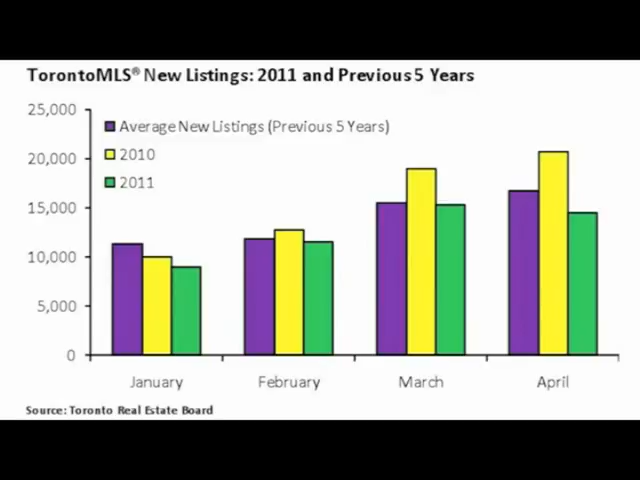 TorontoMLS® New Listings: 2011 and Previous 5 Years
25,000
20,000
15,000
10,000
5,000
0
Average New Listings (Previous 5 Years)
2010
2011
January February March April
Source: Toronto Real Estate Board